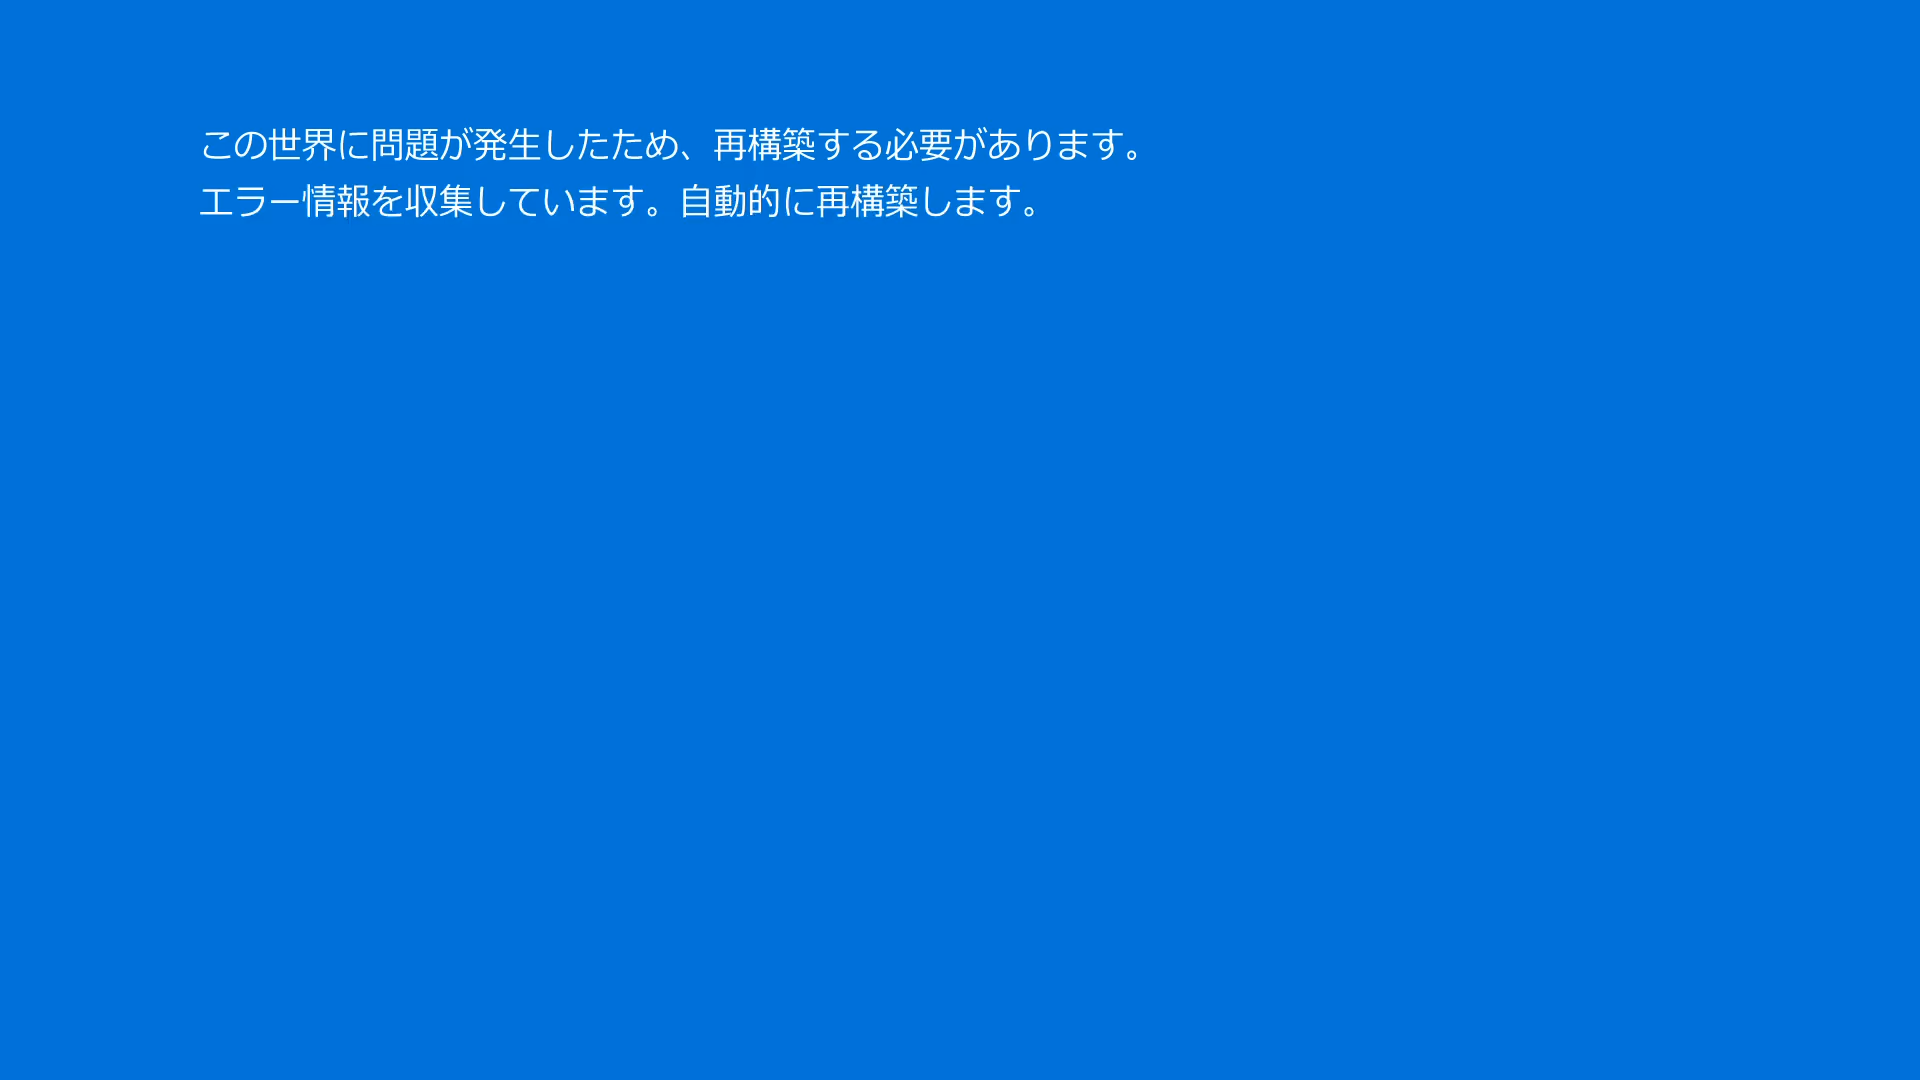 この世界に問題が発生したため、再構築する必要があります。
エラー情報を収集しています。自動的に再構築します。